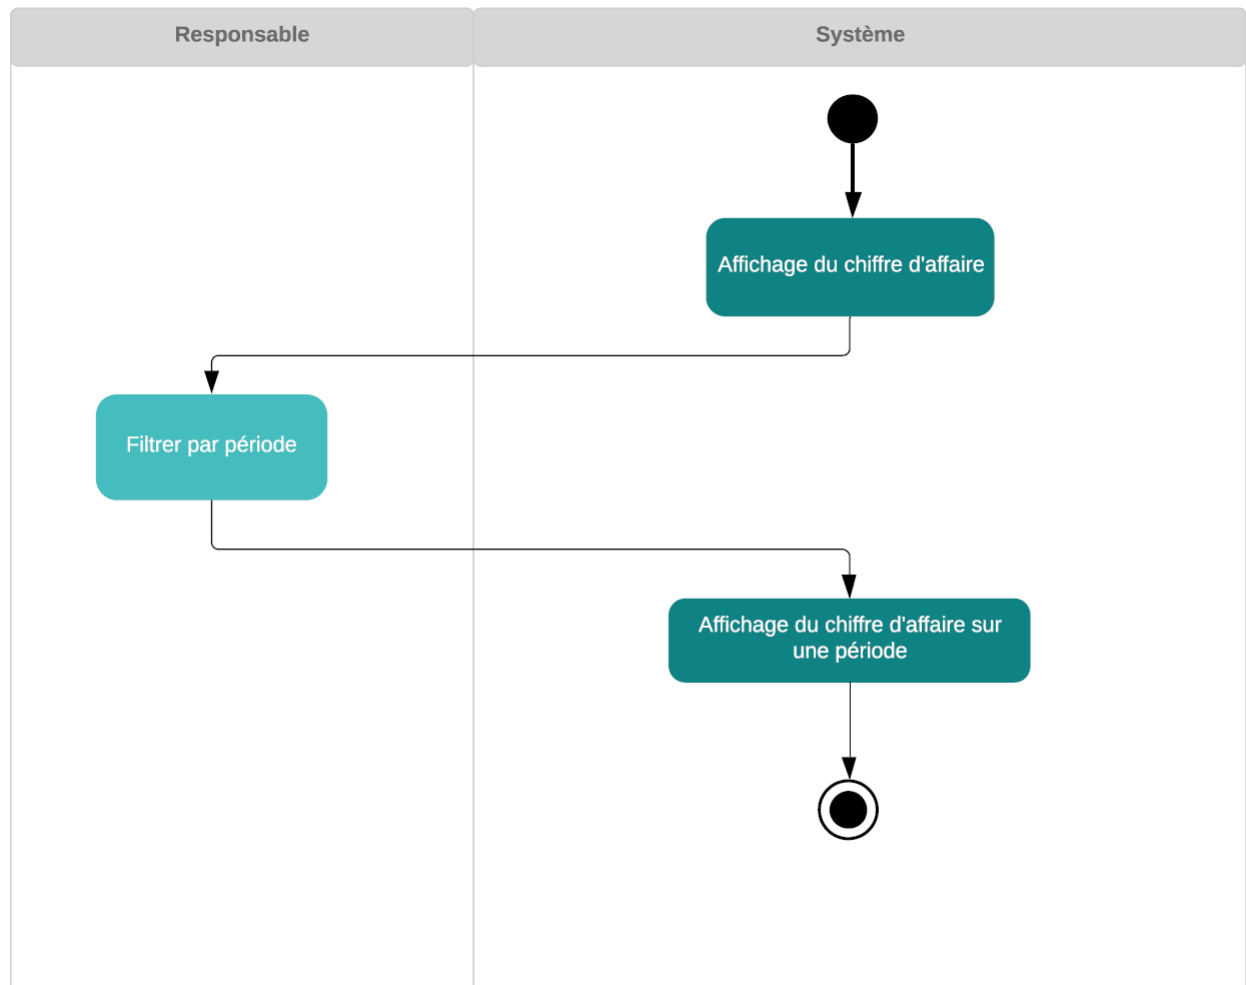 Responsable
Système
Affichage du chiffre d'affaire
Filtrer par période
Affichage du chiffre d'affaire sur
une période